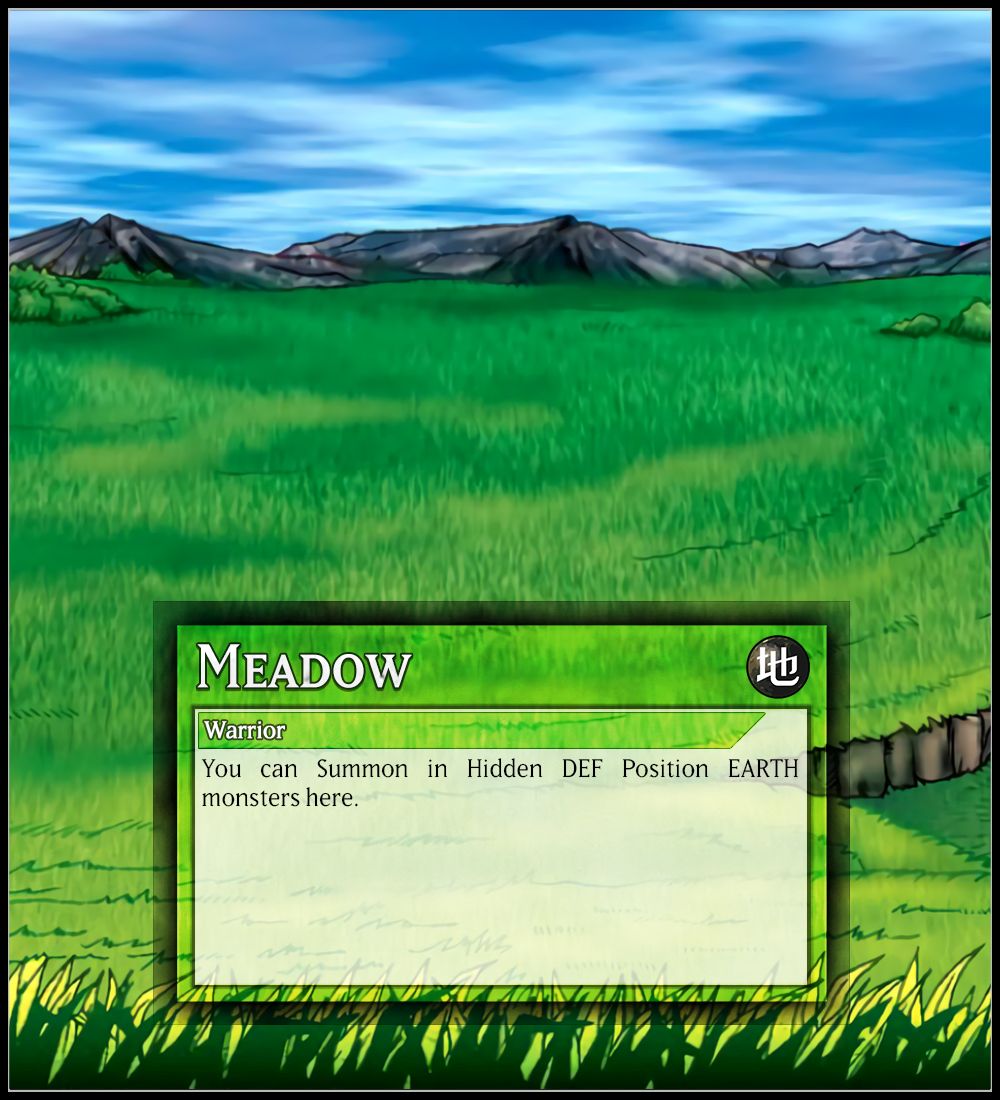 MEADOW
地
Warrior
You can Summon in Hidden DEF Position EARTH
monsters here.